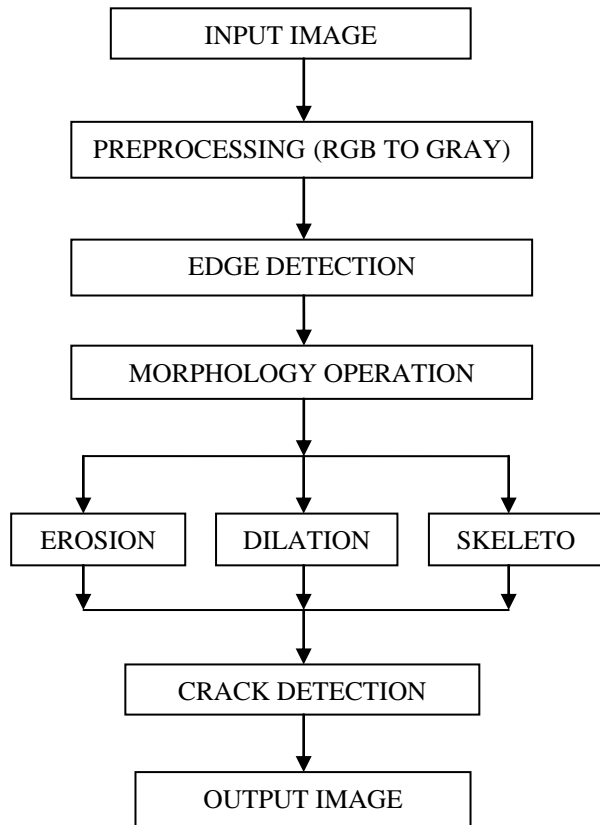 INPUT IMAGE
PREPROCESSING (RGB TO GRAY)
EDGE DETECTION
MORPHOLOGY OPERATION
EROSION
DILATION
SKELETO
CRACK DETECTION
OUTPUT IMAGE